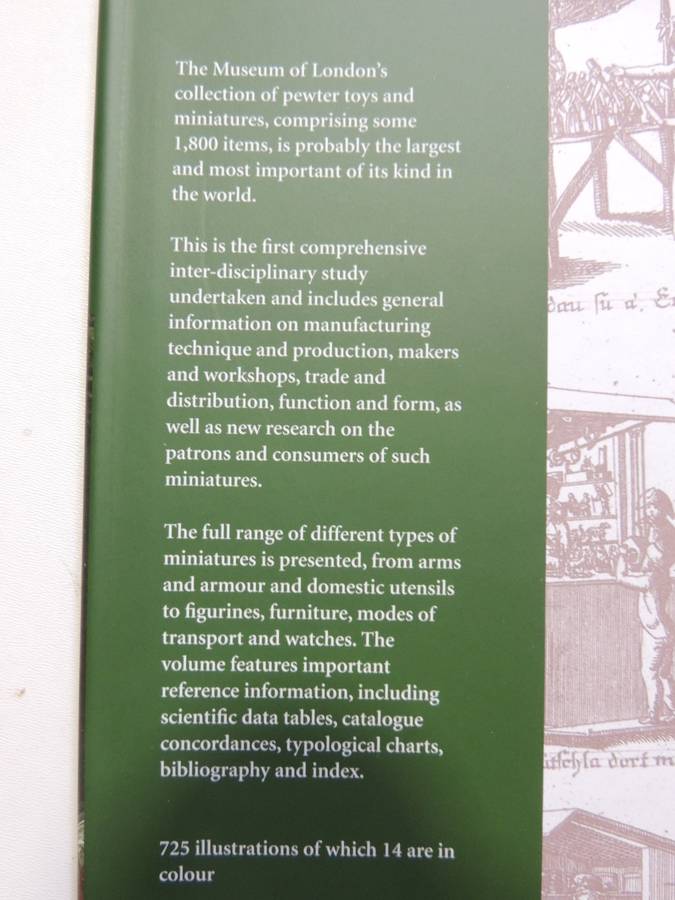 The Museum of London's
collection of pewter toys and
miniatures, comprising some
1,800 items, is probably the largest
and most important of its kind in
the world.
This is the first comprehensive
inter-disciplinary study
undertaken and includes general
information on manufacturing
technique and production, makers
and workshops, trade and
distribution, function and form, as
well as new research on the
patrons and consumers of such
miniatures.
The full range of different types of
miniatures is presented, from arms
and armour and domestic utensils
to figurines, furniture, modes of
transport and watches. The
volume features important
reference information, including
scientific data tables, catalogue
concordances, typological charts,
bibliography and index.
725 illustrations of which 14 are in
colour